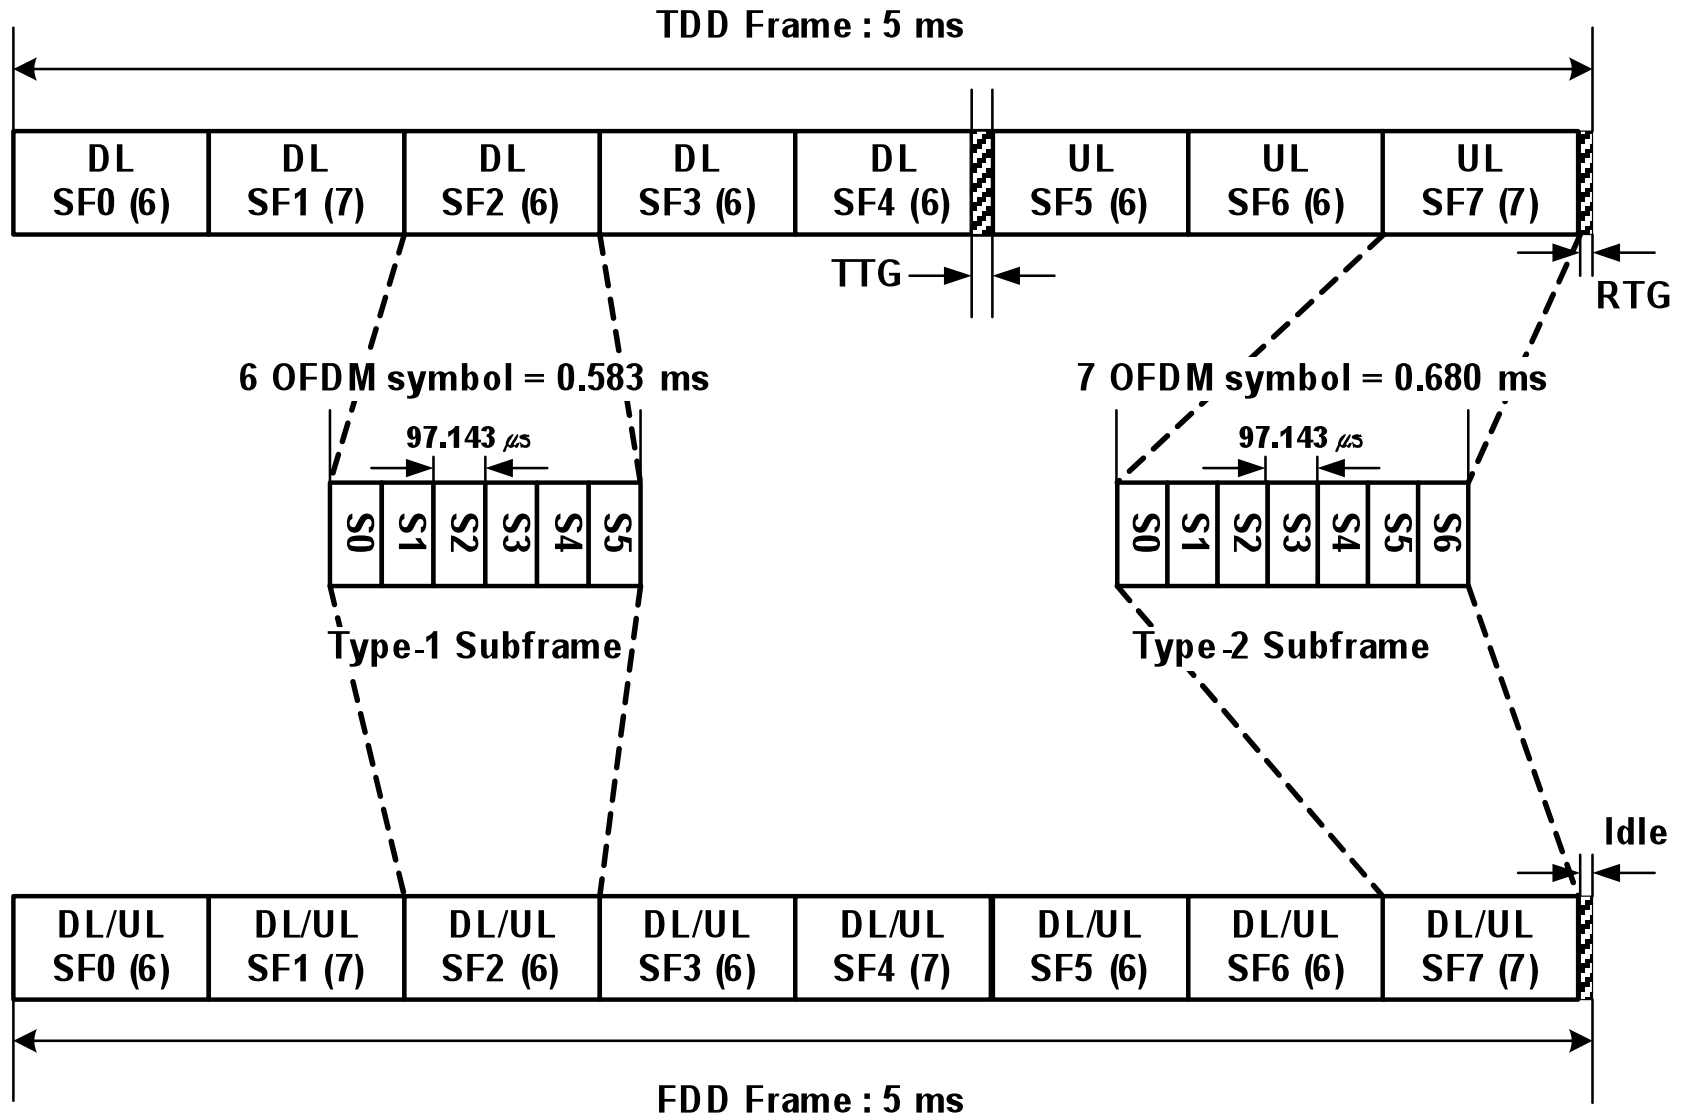 TDD Frame : 5 ms
DL
SF0 (6)
DL
SF1 (7)
DL
SF2 (6)
DL
SF3 (6)
DL
SF4 (6)
UL
SF5 (6)
UL
SF6 (6)
UL
SF7 (7)
TTG
RTG
6 OFDM symbol = 0.583 ms
7 OFDM symbol = 0.680 ms
97.143 μs
97.143 μs
S0
S1
S2
S3
S4
S5
S0
S1
S2
S3
S4
S5
S6
Type-1 Subframe
Type-2 Subframe
Idle
DL/UL
SF0 (6)
DL/UL
SF1 (7)
DL/UL
SF2 (6)
DL/UL
SF3 (6)
DL/UL
SF4 (7)
DL/UL
SF5 (6)
DL/UL
SF6 (6)
DL/UL
SF7 (7)
FDD Frame : 5 ms